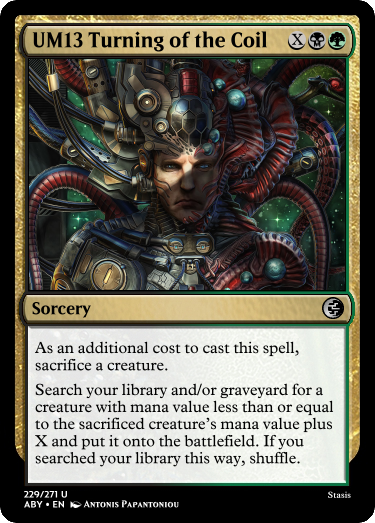 UM13 Turning of the Coil X
Sorcery
As an additional cost to cast this spell,
sacrifice a creature.
Search your library and/or graveyard for a
creature with mana value less than or equal
to the sacrificed creature's mana value plus
X and put it onto the battlefield. If you
searched your library this way, shuffle.
229/271 U
Stasis
ABY • EN Antonis Papantoniou